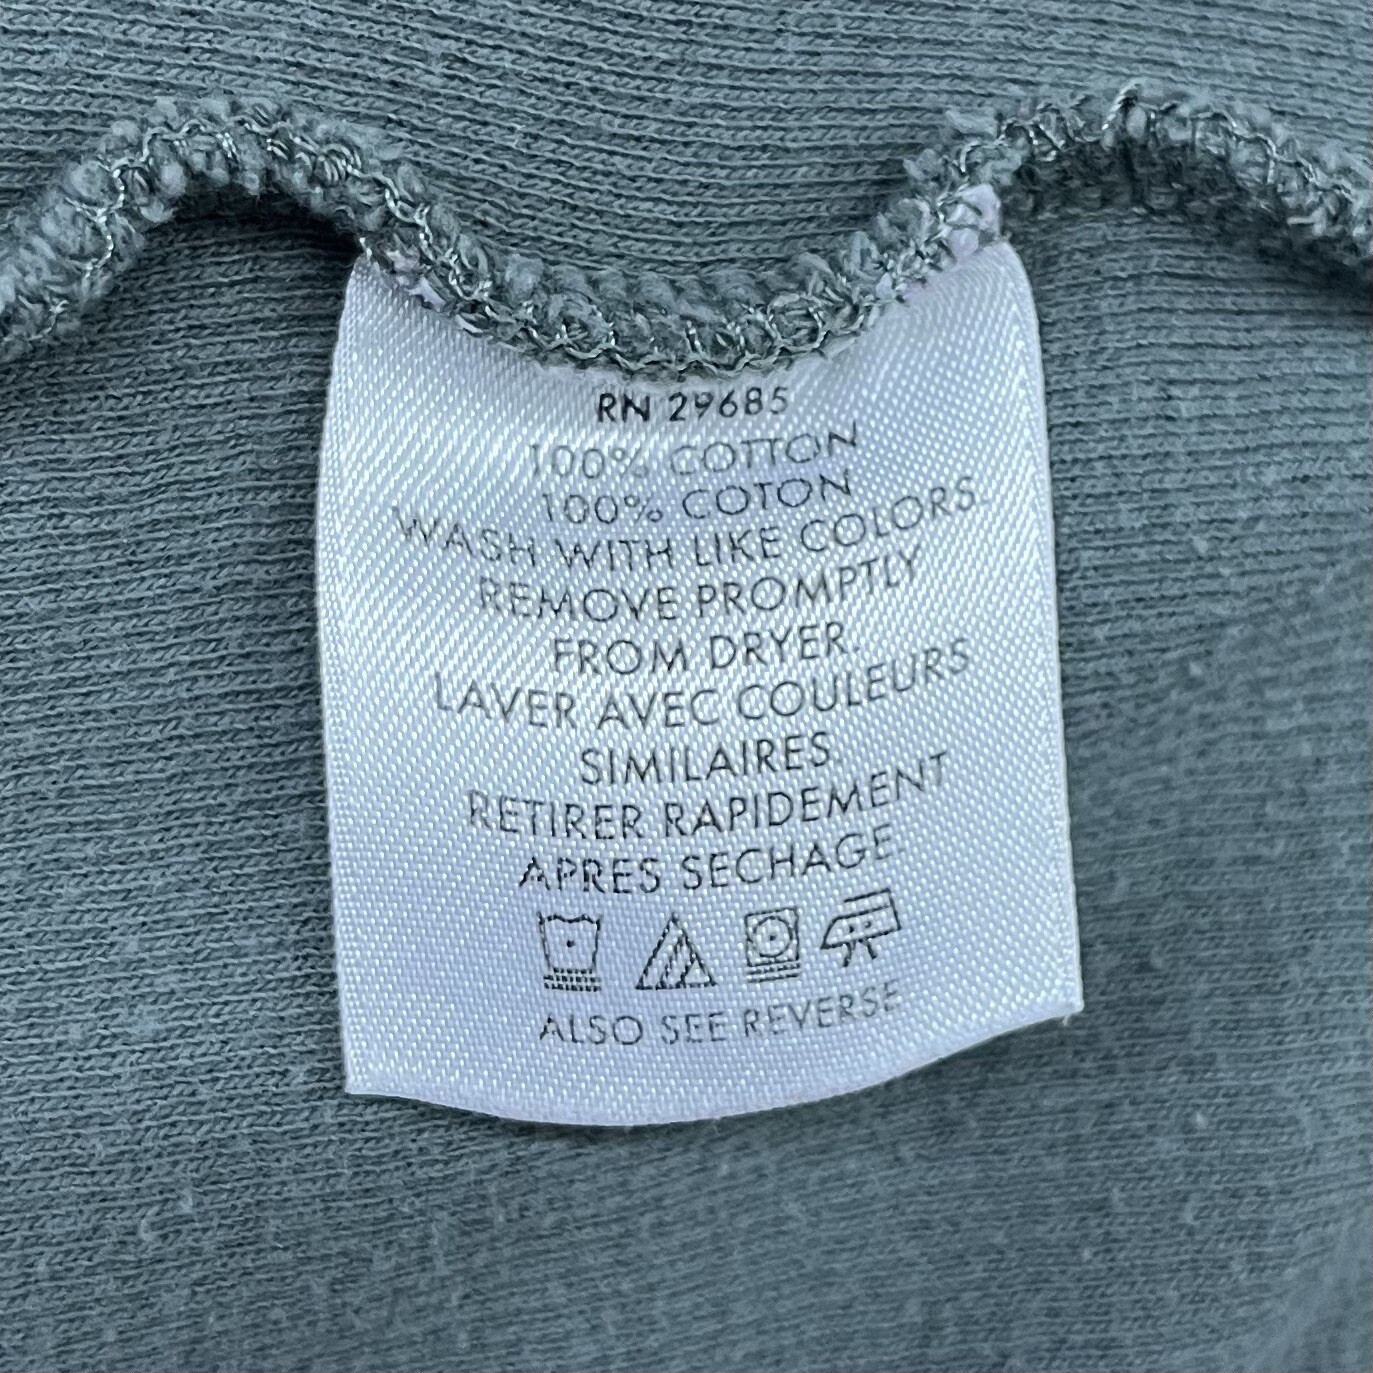 RN 29685
100% COTTON
100% COTON
WASH WITH LIKE COLORS.
REMOVE PROMPTLY
FROM DRYER.
LAVER AVEC COULEURS
SIMILAIRES
RETIRER RAPIDEMENT
APRES SECHAGE.
ALSO SEE REVERSE